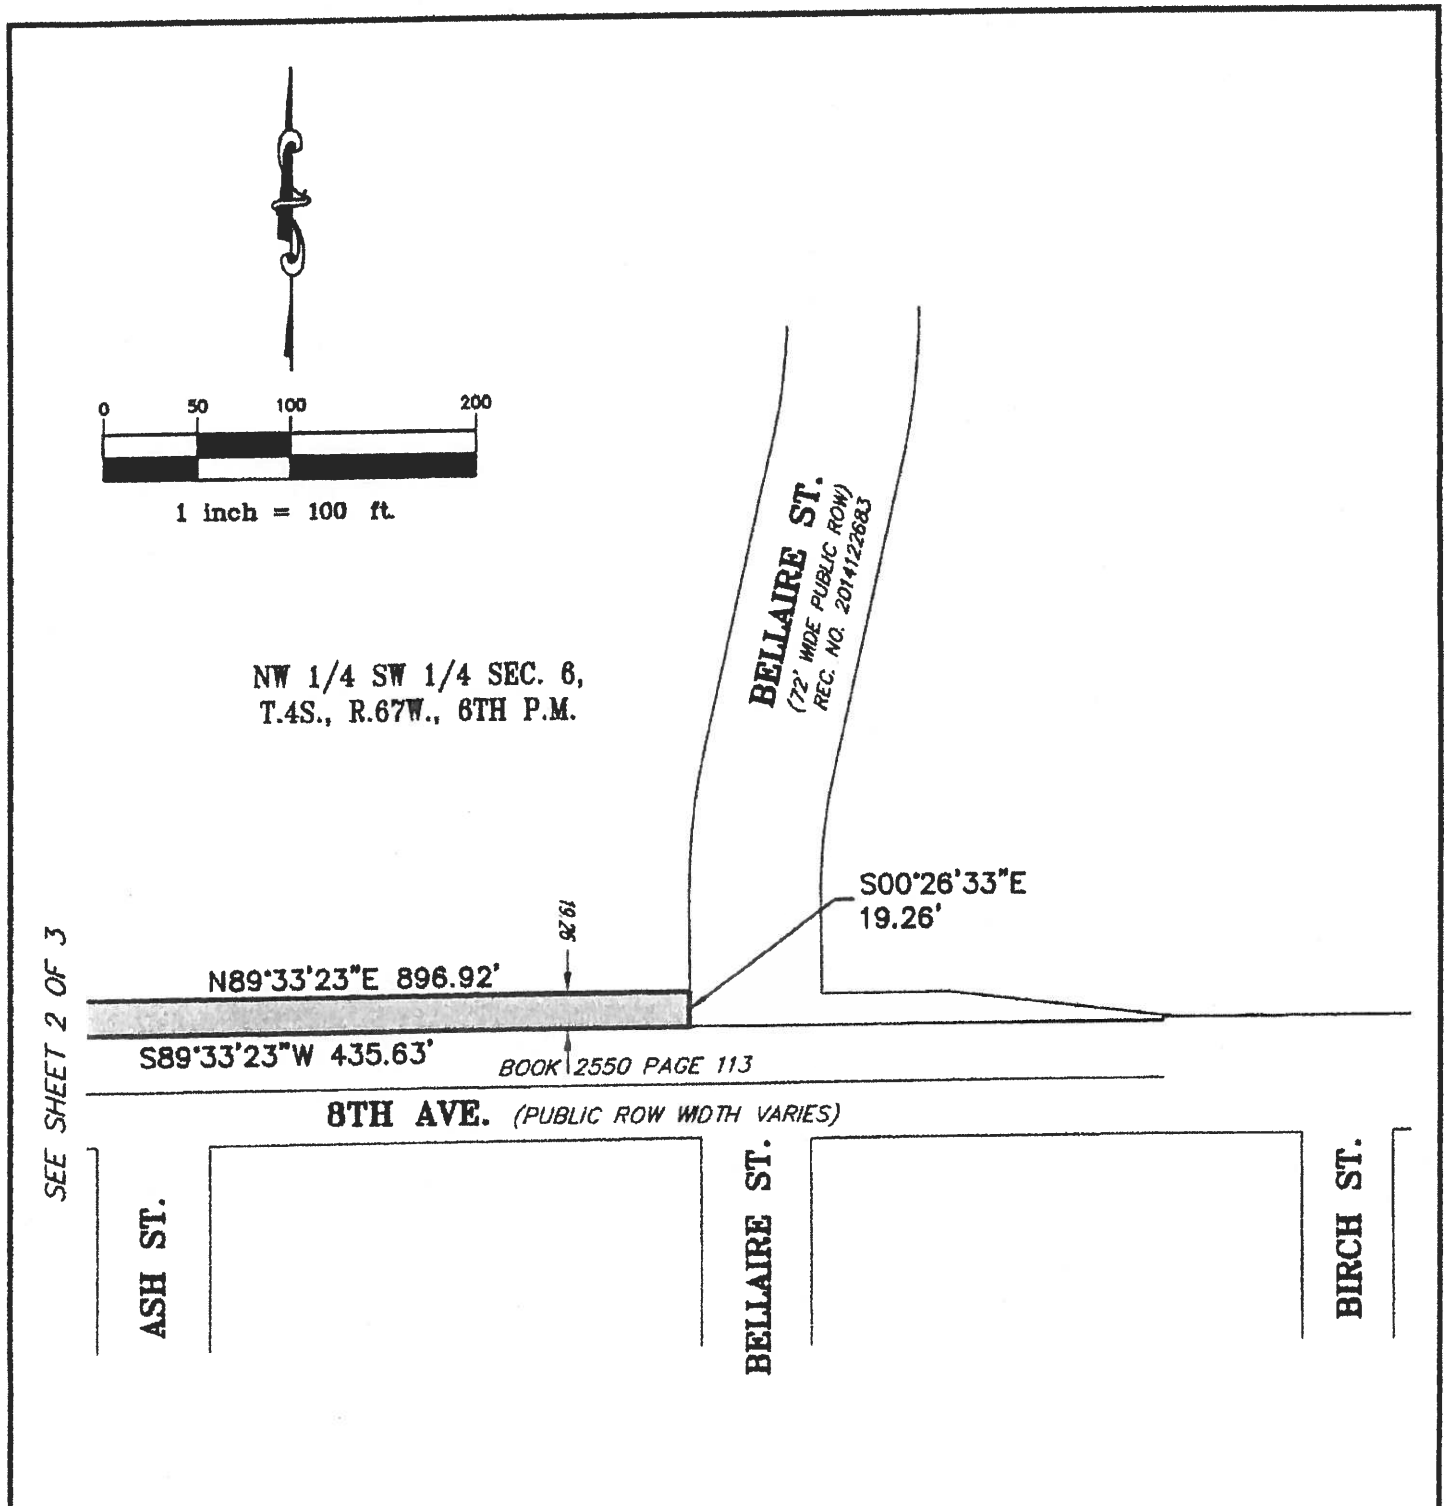 0 50 100 200
1 inch = 100 ft.
BELLAIRE ST.
(72' WIDE PUBLIC ROW)
REC. NO. 2014122683
NW 1/4 SW 1/4 SEC. 6,
T.4S., R.67W., 6TH P.M.
S00°26'33"E
19.26'
19.26
N89°33'23"E 896.92'
SEE SHEET 2 OF 3
S89°33'23"W 435.63'
BOOK 2550 PAGE 113
8TH AVE. (PUBLIC ROW WIDTH VARIES)
ASH ST.
BELLAIRE ST.
BIRCH ST.